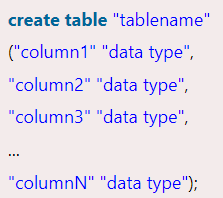 create table "tablename"
("column1" "data type",
"column2" "data type",
"column3" "data type",
...
"columnN" "data type");